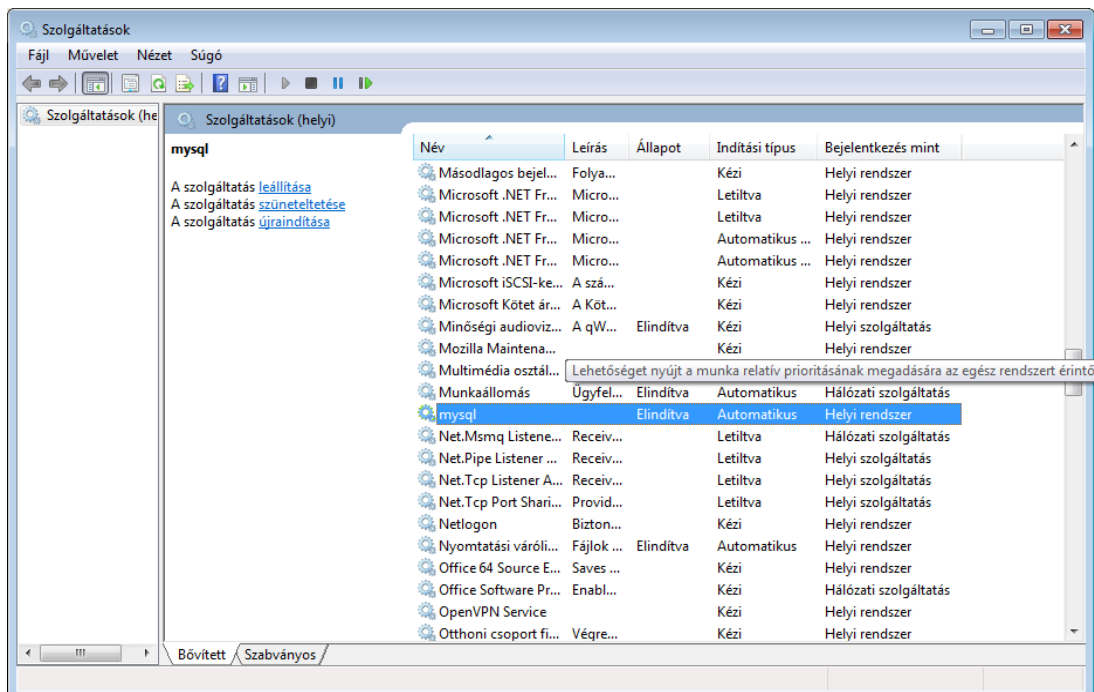 Szolgáltatások
Fájl Művelet Nézet Súgó
Szolgáltatások (he
Szolgáltatások (helyi)
mysql
A szolgáltatás leállítása
A szolgáltatás szüneteltetése
A szolgáltatás újraindítása
Név Leírás Állapot Indítási típus Bejelentkezés mint
Másodlagos bejel... Folya... Kézi Helyi rendszer
Microsoft .NET Fr... Micro... Letiltva Helyi rendszer
Microsoft .NET Fr... Micro... Letiltva Helyi rendszer
Microsoft .NET Fr... Micro... Automatikus ... Helyi rendszer
Microsoft .NET Fr... Micro... Automatikus ... Helyi rendszer
Microsoft iSCSI-ke... A szá... Kézi Helyi rendszer
Microsoft Kötet ár... A Köt... Kézi Helyi rendszer
Minőségi audioviz... A qW... Elindítva Kézi Helyi szolgáltatás
Mozilla Maintena... Kézi Helyi rendszer
Multimédia osztál... Lehetőséget nyújt a munka relatív prioritásának megadására az egész rendszert érintő
Munkaállomás Ügyfel... Elindítva Automatikus Hálózati szolgáltatás
mysql Elindítva Automatikus Helyi rendszer
Net.Msmq Listene... Receiv... Letiltva Hálózati szolgáltatás
Net.Pipe Listener ... Receiv... Letiltva Helyi szolgáltatás
Net.Tcp Listener A... Receiv... Letiltva Helyi szolgáltatás
Net.Tcp Port Shari... Provid... Letiltva Helyi szolgáltatás
Netlogon Bizton... Kézi Helyi rendszer
Nyomtatási váróli... Fájlok ... Elindítva Automatikus Helyi rendszer
Office 64 Source E... Saves ... Kézi Helyi rendszer
Office Software Pr... Enabl... Kézi Hálózati szolgáltatás
OpenVPN Service Kézi Helyi rendszer
Otthoni csoport fi... Végre... Kézi Helyi rendszer
Bővített Szabványos